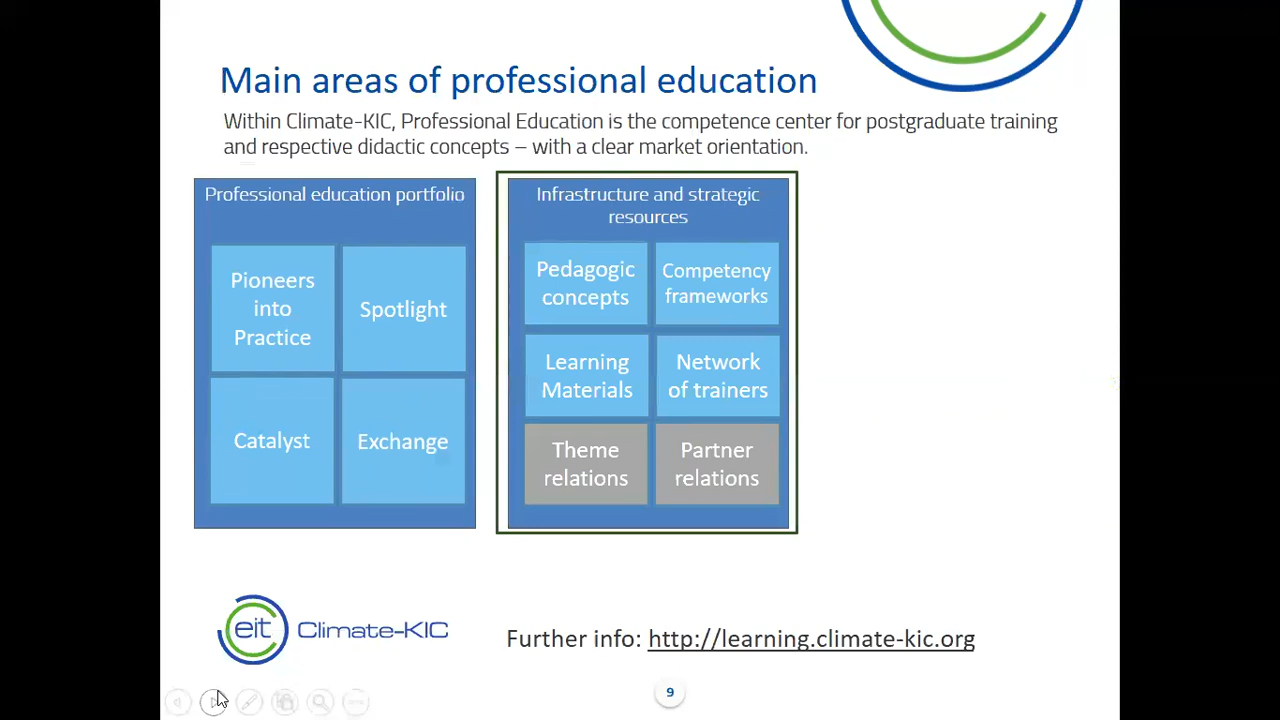 Main areas of professional education
Within Climate-KIC, Professional Education is the competence center for postgraduate training
and respective didactic concepts – with a clear market orientation.
Professional education portfolio
Pioneers
into
Practice
Spotlight
Catalyst
Exchange
Infrastructure and strategic
resources
Pedagogic
concepts
Competency
frameworks
Learning
Materials
Network
of trainers
Theme
relations
Partner
relations
eit Climate-KIC
Further info: http://learning.climate-kic.org
9